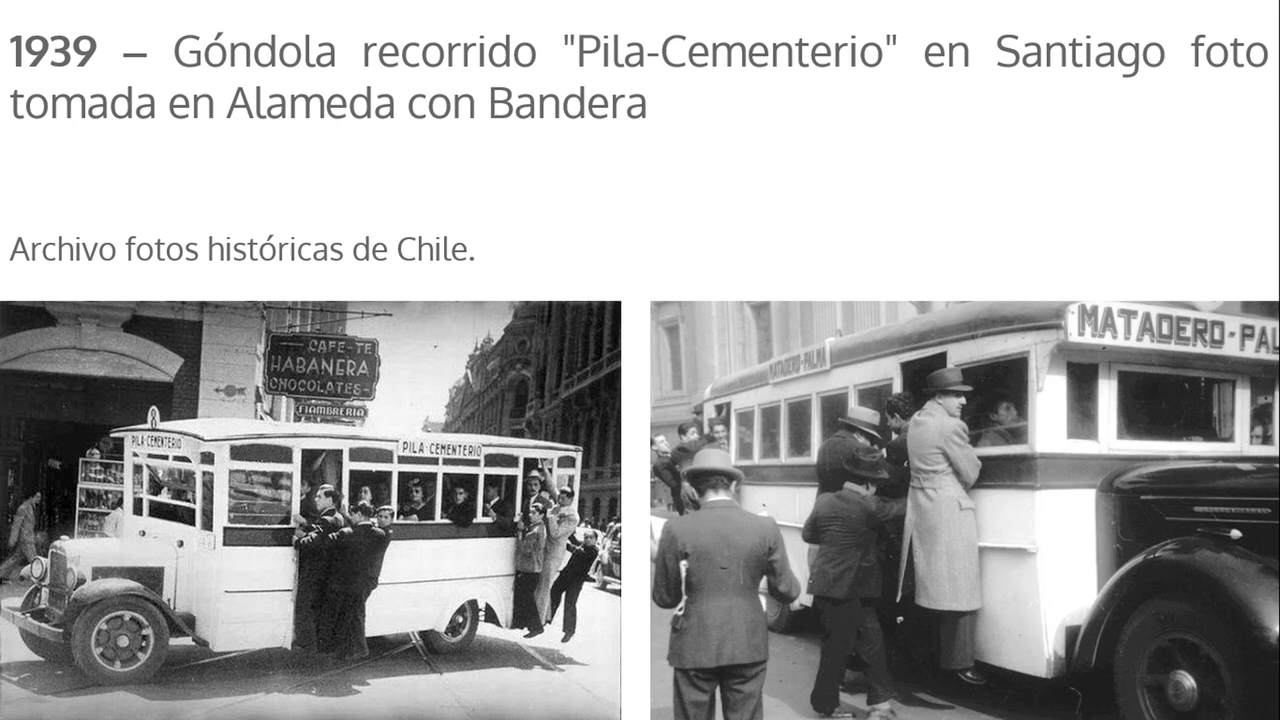 1939 – Góndola recorrido "Pila-Cementerio" en Santiago foto
tomada en Alameda con Bandera
Archivo fotos históricas de Chile.
CAFE-TE
HABANERA
CHOCOLATES-
FIAMBRERIA
PILA-CEMENTERIO
PILA-CEMENTERIO
MATADERO-PALMA
MATADERO-PAL